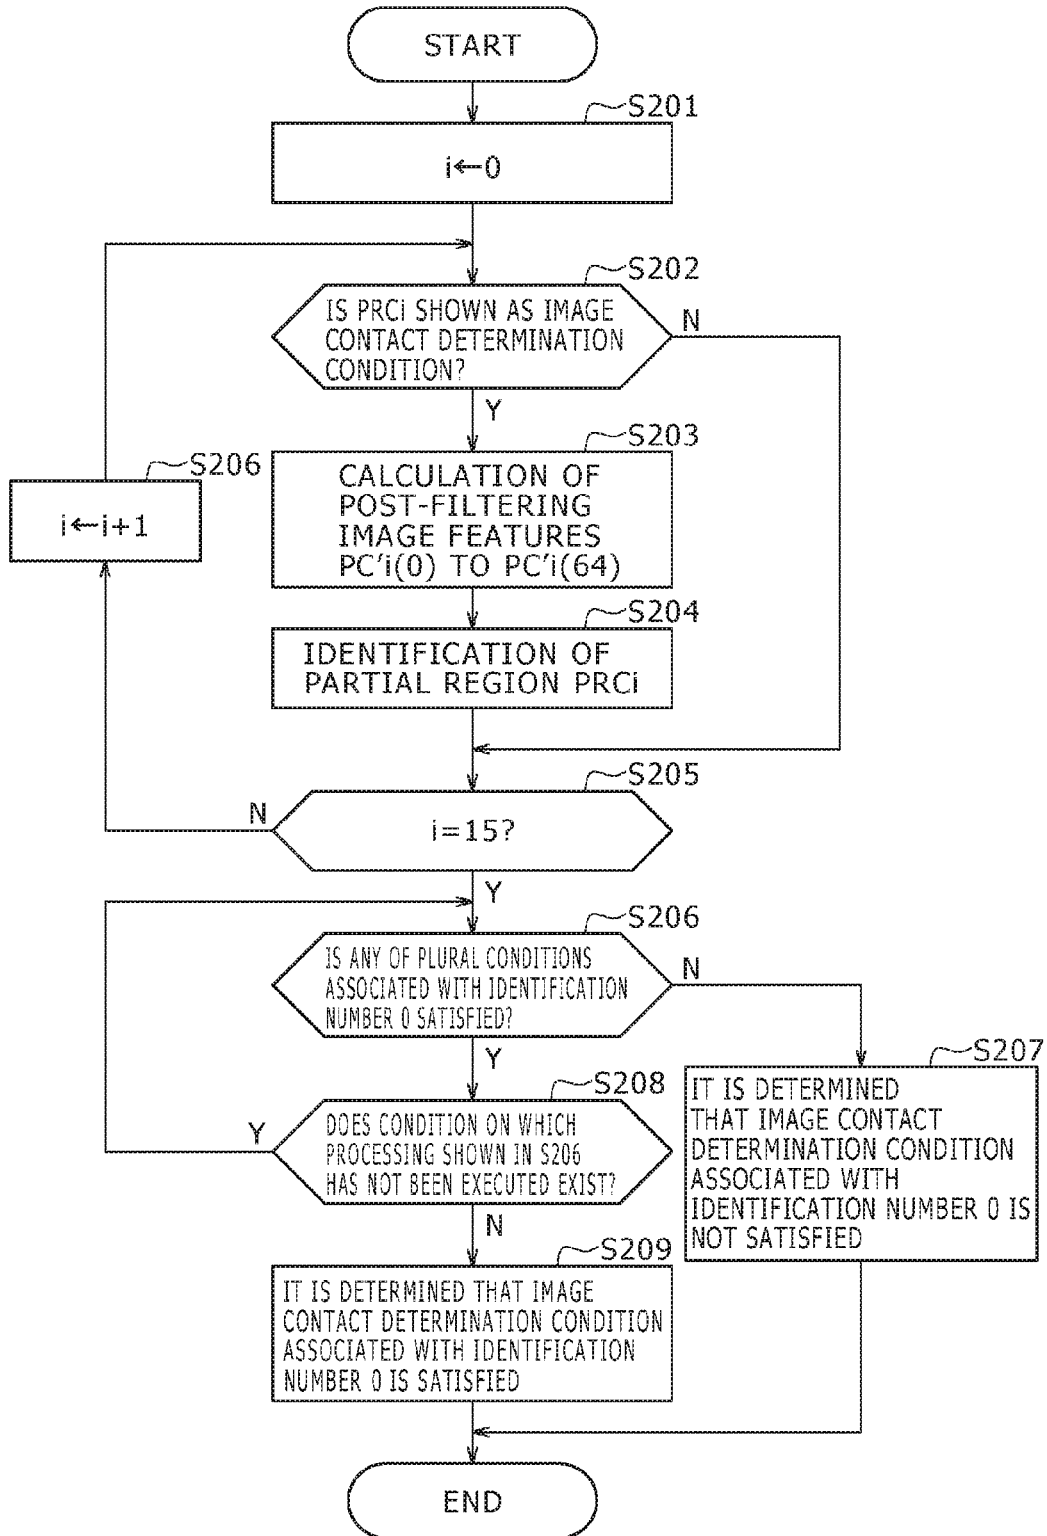 START
S201
i←0
S202
IS PRCi SHOWN AS IMAGE
CONTACT DETERMINATION
CONDITION?
N
Y
S203
CALCULATION OF
POST-FILTERING
IMAGE FEATURES
PC'i(0) TO PC'i(64)
S206
i←i+1
S204
IDENTIFICATION OF
PARTIAL REGION PRCi
S205
i=15?
N
Y
S206
IS ANY OF PLURAL CONDITIONS
ASSOCIATED WITH IDENTIFICATION
NUMBER 0 SATISFIED?
N
Y
S207
IT IS DETERMINED
THAT IMAGE CONTACT
DETERMINATION CONDITION
ASSOCIATED WITH
IDENTIFICATION NUMBER 0 IS
NOT SATISFIED
S208
DOES CONDITION ON WHICH
PROCESSING SHOWN IN S206
HAS NOT BEEN EXECUTED EXIST?
Y
N
S209
IT IS DETERMINED THAT IMAGE
CONTACT DETERMINATION CONDITION
ASSOCIATED WITH IDENTIFICATION
NUMBER 0 IS SATISFIED
END